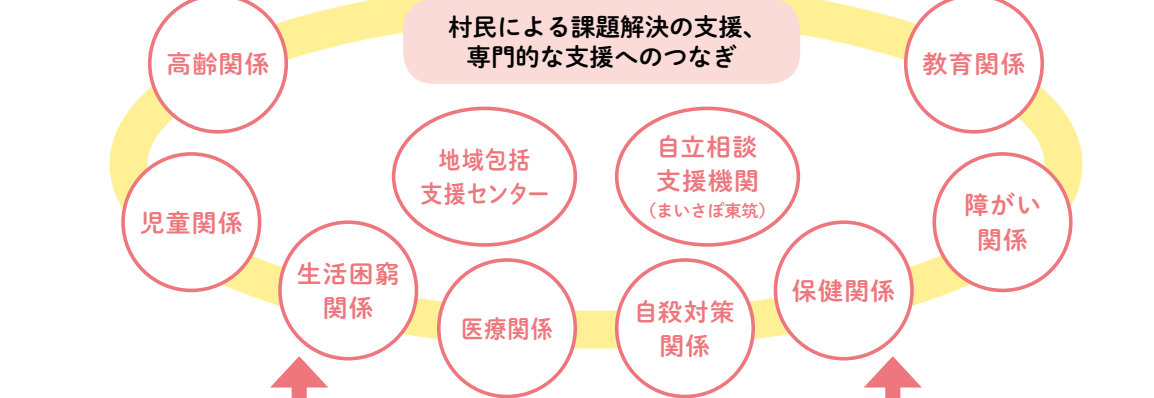 村民による課題解決の支援、
専門的な支援へのつなぎ
高齢関係
教育関係
地域包括
支援センター
自立相談
支援機関
（まいさぽ東筑）
児童関係
障がい
関係
生活困窮
関係
医療関係
自殺対策
関係
保健関係